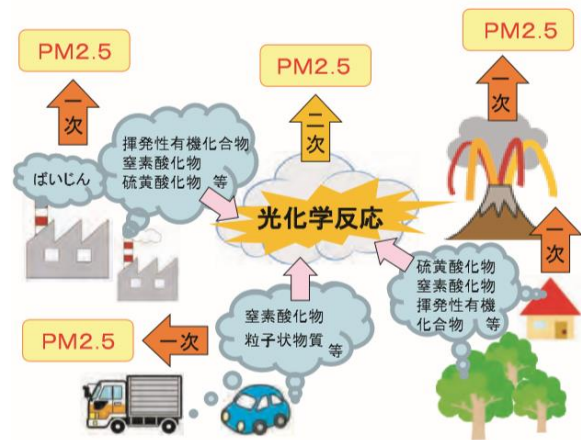 PM2.5
PM2.5
PM2.5
一次
二次
一次
揮発性有機化合物
窒素酸化物
硫黄酸化物 等
ばいじん
光化学反応
一次
硫黄酸化物
窒素酸化物
揮発性有機
化合物 等
窒素酸化物
粒子状物質
等
PM2.5
一次